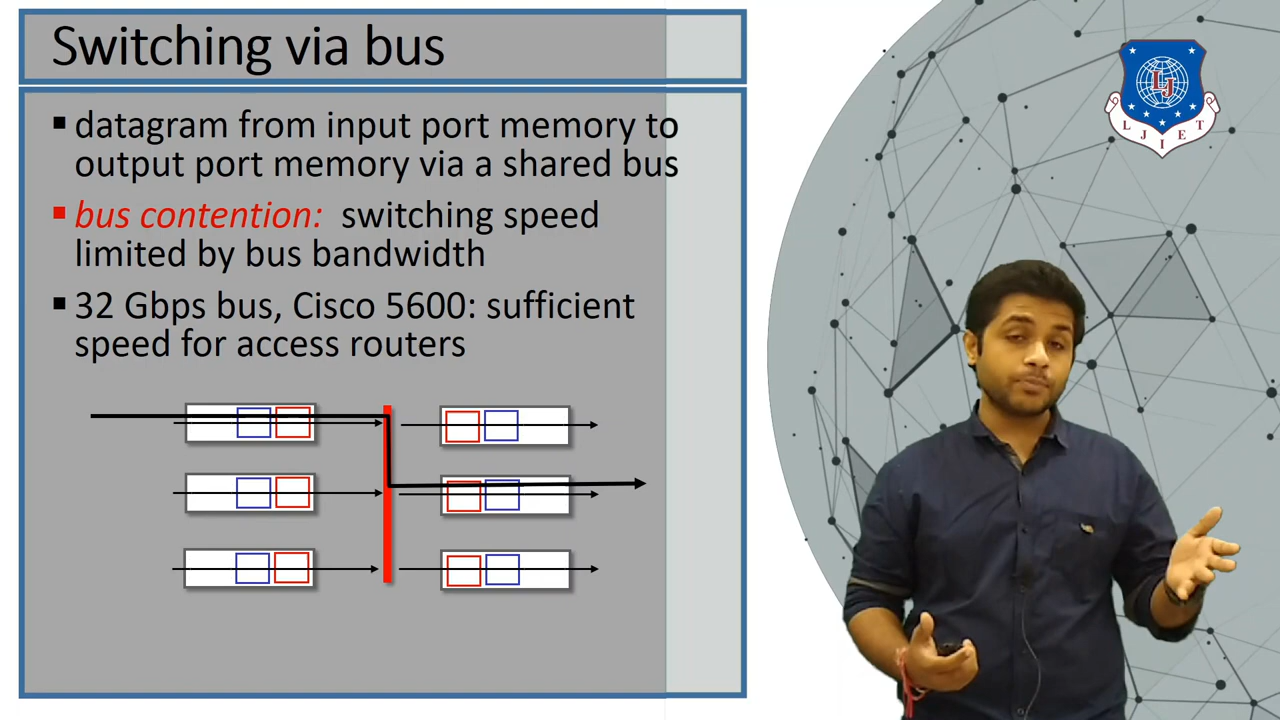 Switching via bus
datagram from input port memory to
output port memory via a shared bus
bus contention: switching speed
limited by bus bandwidth
32 Gbps bus, Cisco 5600: sufficient
speed for access routers
LJ
L J I E T